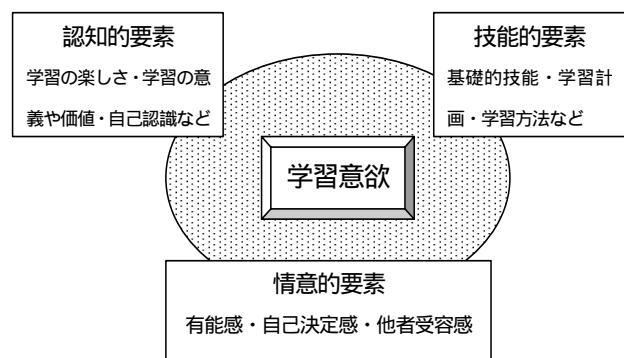 認知的要素
学習の楽しさ・学習の意
義や価値・自己認識など
技能的要素
基礎的技能・学習計
画・学習方法など
学習意欲
情意的要素
有能感・自己決定感・他者受容感